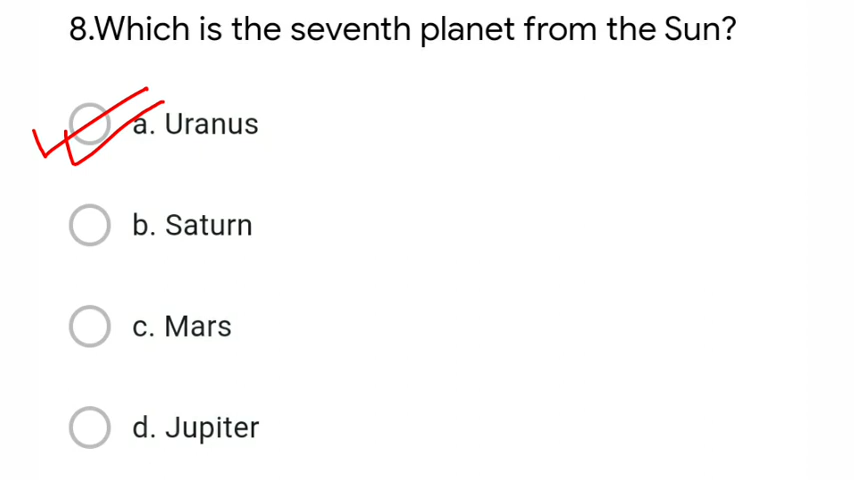 8.Which is the seventh planet from the Sun?
a. Uranus
b. Saturn
c. Mars
d. Jupiter